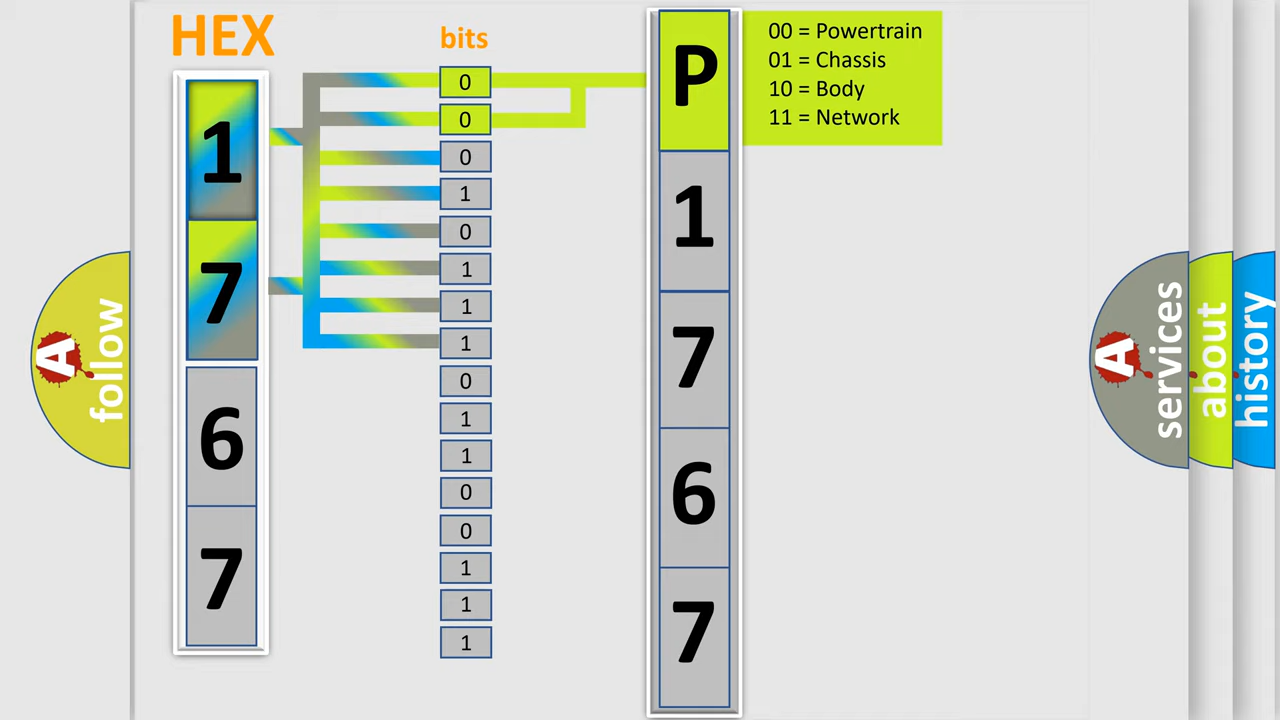 HEX
bits
1
7
6
7
0
0
0
1
0
1
1
1
0
1
1
0
0
1
1
1
P
1
7
6
7
00 = Powertrain
01 = Chassis
10 = Body
11 = Network
A
follow
A
services
about
history